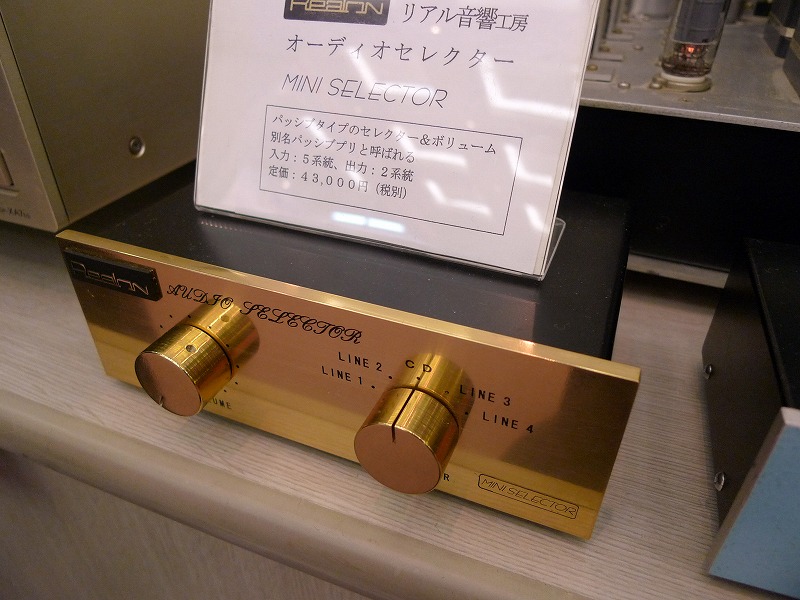 RealN リアル音響工房
オーディオセレクター
MINI SELECTOR
パッシブタイプのセレクター＆ボリューム
別名パッシブプリと呼ばれる
入力：５系統、出力：２系統
定価：４３,０００円（税別）
AUDIO SELECTOR
LINE 2 CD
LINE 1 LINE 3
LINE 4
MINI SELECTOR